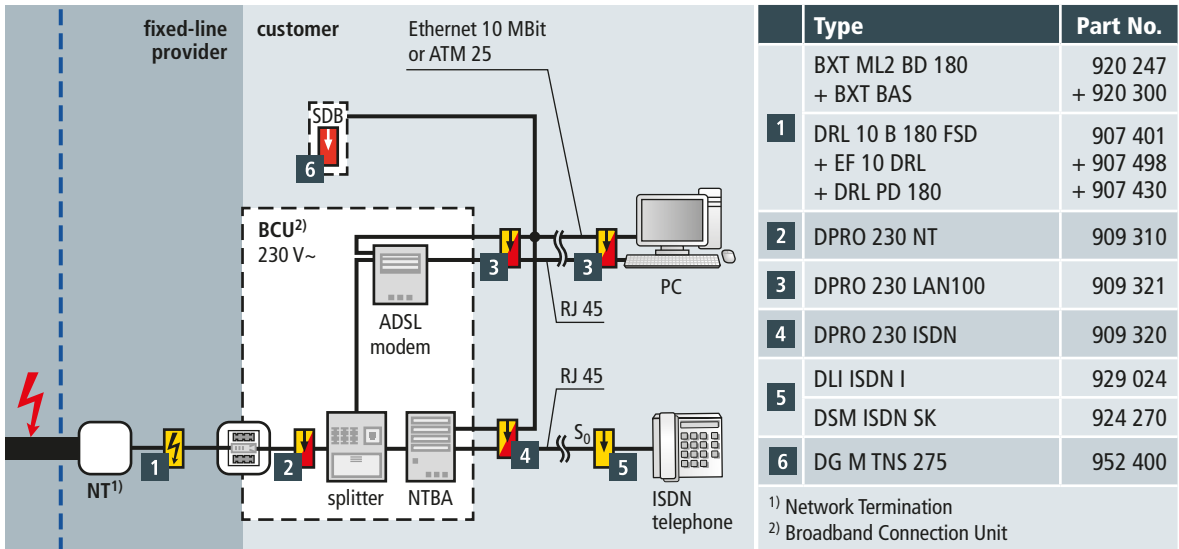 fixed-line
provider
customer
Ethernet 10 MBit
or ATM 25
SDB
6
BCU2)
230 V~
3
3
ADSL
modem
PC
RJ 45
RJ 45
S0
1
2
4
5
NT1)
splitter
NTBA
ISDN
telephone
Type Part No.
1
BXT ML2 BD 180 920 247
+ BXT BAS + 920 300
DRL 10 B 180 FSD 907 401
+ EF 10 DRL + 907 498
+ DRL PD 180 + 907 430
2 DPRO 230 NT 909 310
3 DPRO 230 LAN100 909 321
4 DPRO 230 ISDN 909 320
5
DLI ISDN I 929 024
DSM ISDN SK 924 270
6 DG M TNS 275 952 400
1) Network Termination
2) Broadband Connection Unit